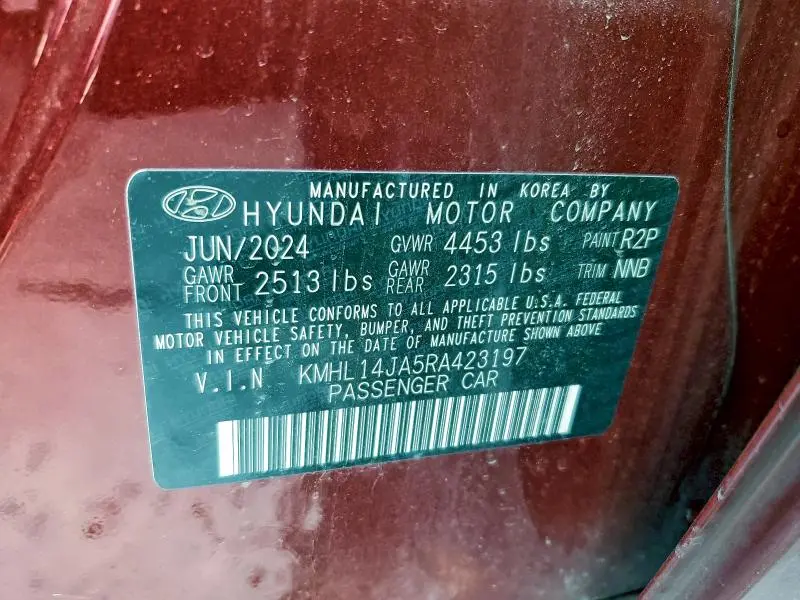 MANUFACTURED IN KOREA BY
HYUNDAI MOTOR COMPANY
JUN/2024 GVWR 4453 lbs PAINT R2P
GAWR FRONT 2513 lbs GAWR REAR 2315 lbs TRIM NNB
THIS VEHICLE CONFORMS TO ALL APPLICABLE U.S.A. FEDERAL
MOTOR VEHICLE SAFETY, BUMPER, AND THEFT PREVENTION STANDARDS
IN EFFECT ON THE DATE OF MANUFACTURE SHOWN ABOVE
V.I.N KMHL14JA5RA423197
PASSENGER CAR